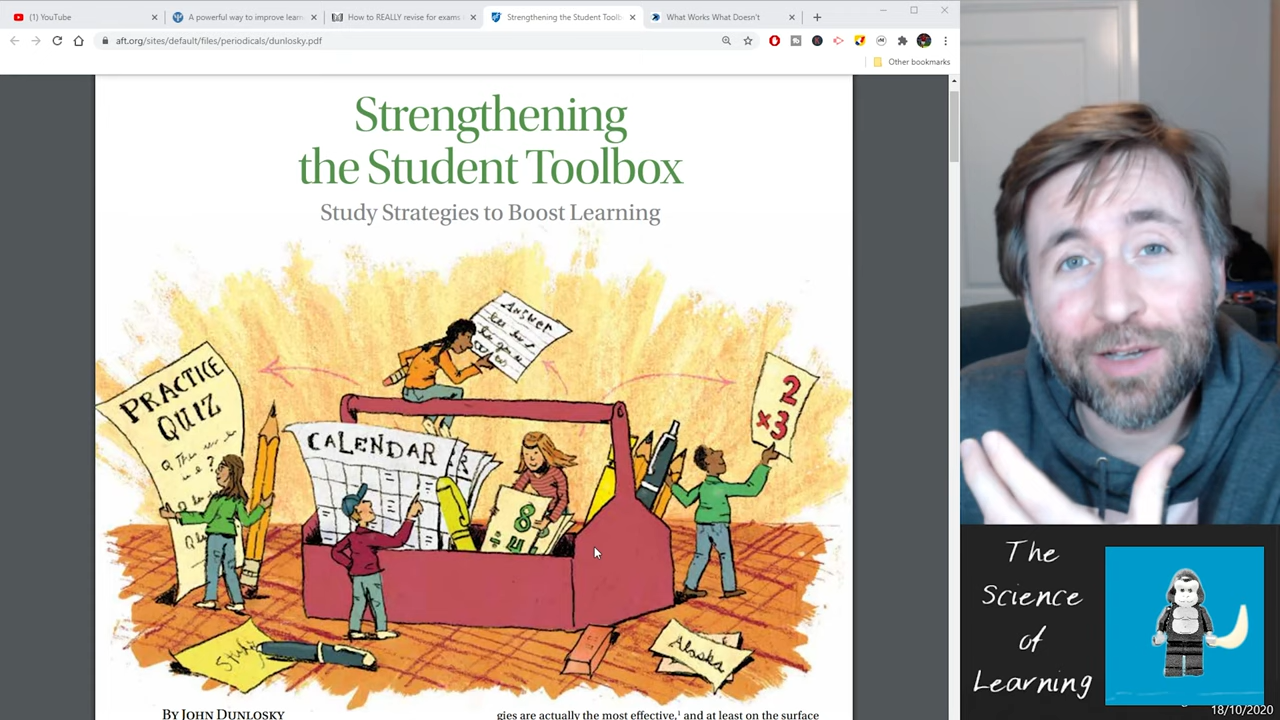 (1) YouTube
A powerful way to improve learn
How to REALLY revise for exams
Strengthening the Student Toolb
What Works What Doesn't
aft.org/sites/default/files/periodicals/dunlosky.pdf
Other bookmarks
Strengthening
the Student Toolbox
Study Strategies to Boost Learning
ANSWER
PRACTICE
QUIZ
CALENDAR
2
×3
8
÷ 4
Study
Alaska
By John Dunlosky
gies are actually the most effective,¹ and at least on the surface
The
Science
of
Learning
18/10/2020